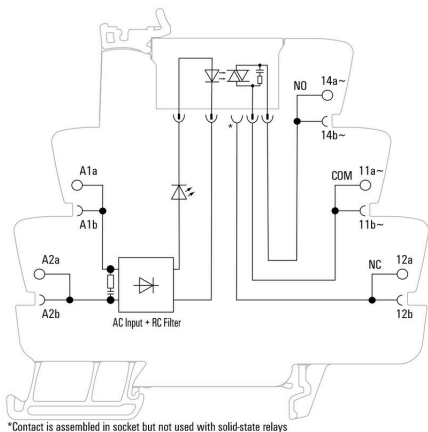 NO
14a~
14b~
*
A1a
COM
11a~
A1b
11b~
A2a
NC
12a
A2b
12b
AC Input + RC Filter
*Contact is assembled in socket but not used with solid-state relays